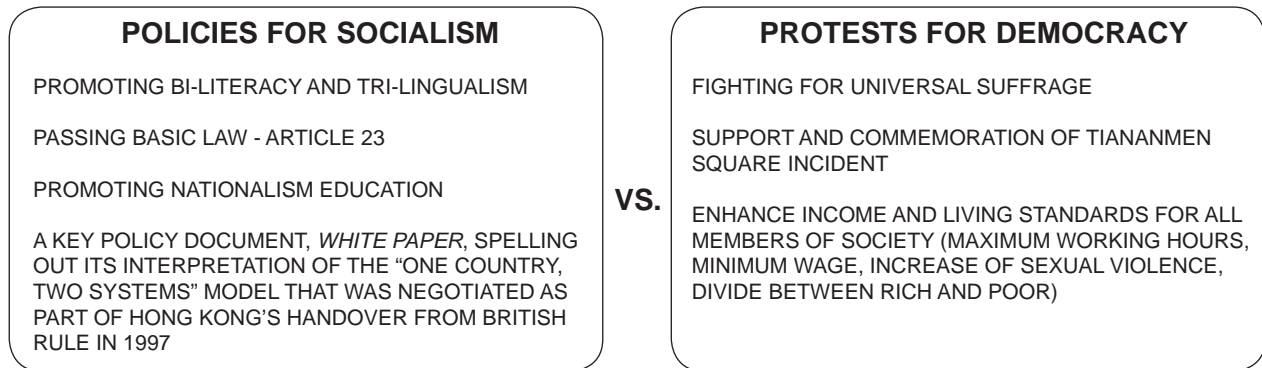 POLICIES FOR SOCIALISM
PROMOTING BI-LITERACY AND TRI-LINGUALISM
PASSING BASIC LAW - ARTICLE 23
PROMOTING NATIONALISM EDUCATION
A KEY POLICY DOCUMENT, WHITE PAPER, SPELLING
OUT ITS INTERPRETATION OF THE “ONE COUNTRY,
TWO SYSTEMS” MODEL THAT WAS NEGOTIATED AS
PART OF HONG KONG’S HANDOVER FROM BRITISH
RULE IN 1997
VS.
PROTESTS FOR DEMOCRACY
FIGHTING FOR UNIVERSAL SUFFRAGE
SUPPORT AND COMMEMORATION OF TIANANMEN
SQUARE INCIDENT
ENHANCE INCOME AND LIVING STANDARDS FOR ALL
MEMBERS OF SOCIETY (MAXIMUM WORKING HOURS,
MINIMUM WAGE, INCREASE OF SEXUAL VIOLENCE,
DIVIDE BETWEEN RICH AND POOR)